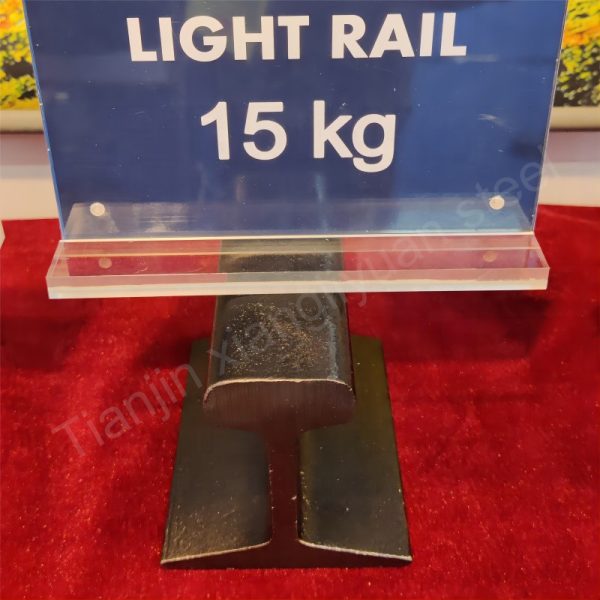 LIGHT RAIL
15 kg
Tianjin xiangliyuan steel